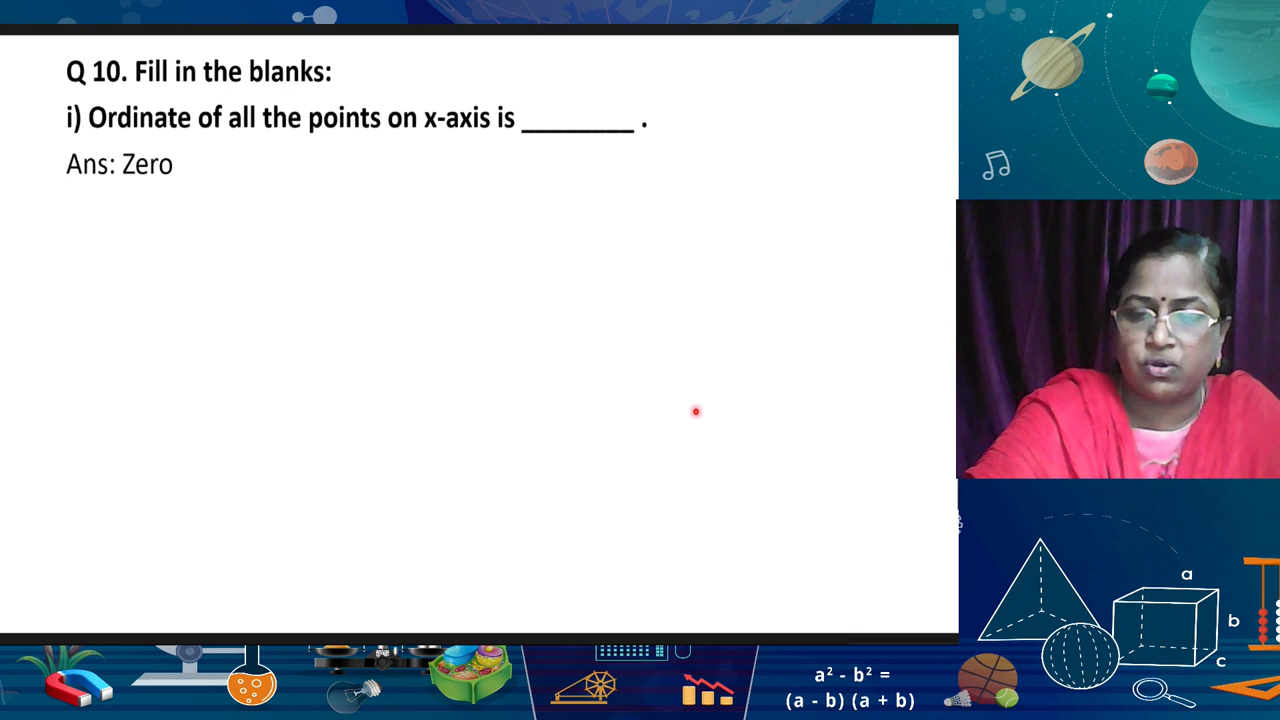 Q 10. Fill in the blanks:
i) Ordinate of all the points on x-axis is ________ .
Ans: Zero
a
b
c
a² - b² =
(a - b) (a + b)